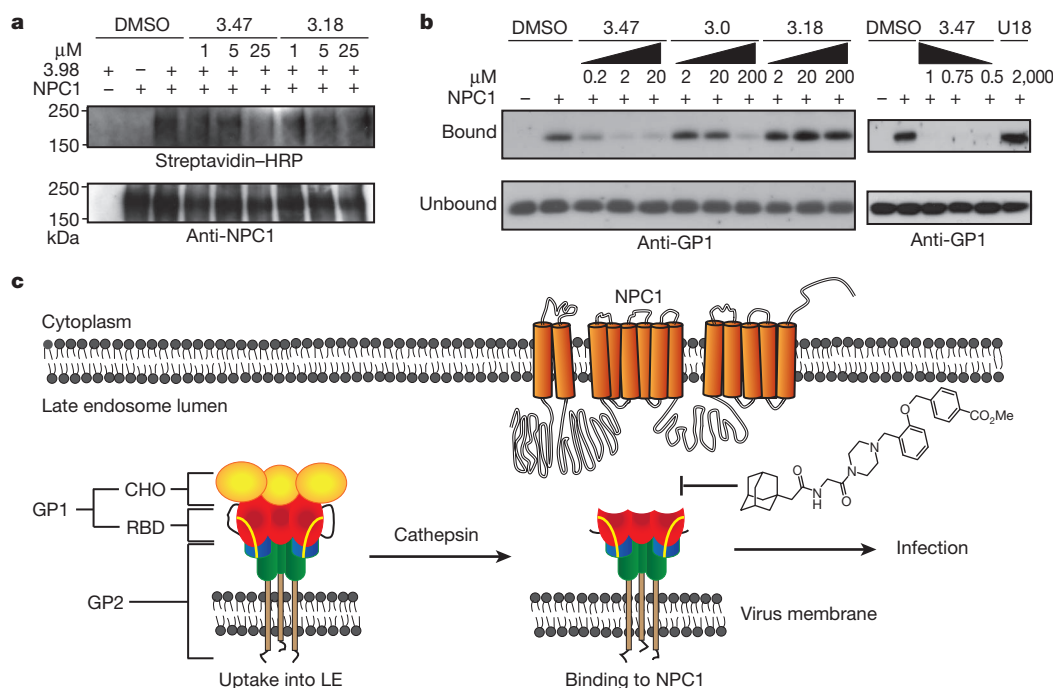 a
DMSO 3.47 3.18
µM 1 5 25 1 5 25
3.98 + − + + + + + + +
NPC1 − + + + + + + + +
250
150
Streptavidin–HRP
250
150
kDa
Anti-NPC1
b
DMSO 3.47 3.0 3.18 DMSO 3.47 U18
µM 0.2 2 20 2 20 200 2 20 200 1 0.75 0.5 2,000
NPC1 − + + + + + + + + + + − + + + + +
Bound
Unbound
Anti-GP1 Anti-GP1
c
NPC1
Cytoplasm
Late endosome lumen
O
CO2Me
N
N
O
N
H
O
GP1
CHO
RBD
GP2
Cathepsin
Infection
Virus membrane
Uptake into LE
Binding to NPC1